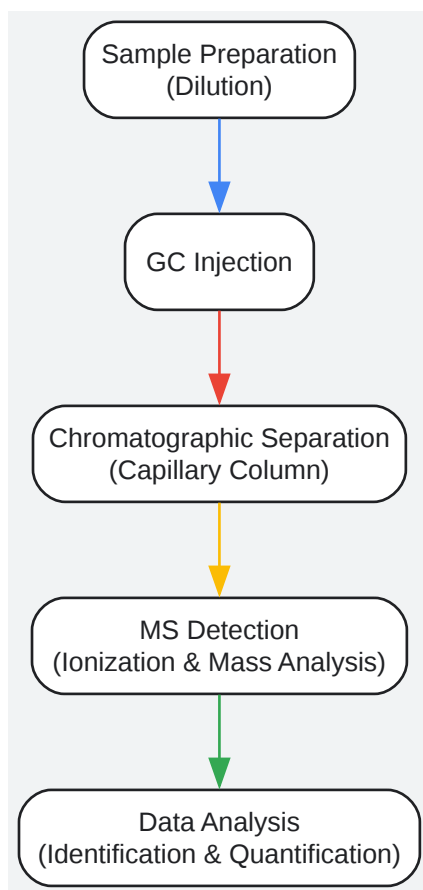 Sample Preparation
(Dilution)
GC Injection
Chromatographic Separation
(Capillary Column)
MS Detection
(Ionization & Mass Analysis)
Data Analysis
(Identification & Quantification)